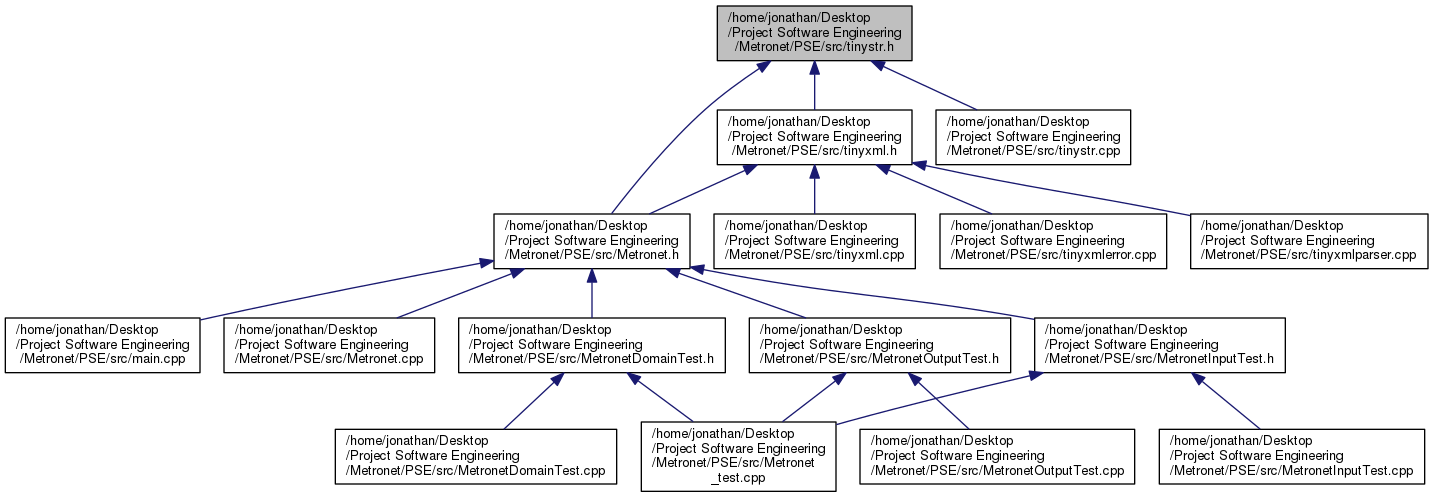 /home/jonathan/Desktop
/Project Software Engineering
/Metronet/PSE/src/tinystr.h
/home/jonathan/Desktop
/Project Software Engineering
/Metronet/PSE/src/tinyxml.h
/home/jonathan/Desktop
/Project Software Engineering
/Metronet/PSE/src/tinystr.cpp
/home/jonathan/Desktop
/Project Software Engineering
/Metronet/PSE/src/Metronet.h
/home/jonathan/Desktop
/Project Software Engineering
/Metronet/PSE/src/tinyxml.cpp
/home/jonathan/Desktop
/Project Software Engineering
/Metronet/PSE/src/tinyxmlerror.cpp
/home/jonathan/Desktop
/Project Software Engineering
/Metronet/PSE/src/tinyxmlparser.cpp
/home/jonathan/Desktop
/Project Software Engineering
/Metronet/PSE/src/main.cpp
/home/jonathan/Desktop
/Project Software Engineering
/Metronet/PSE/src/Metronet.cpp
/home/jonathan/Desktop
/Project Software Engineering
/Metronet/PSE/src/MetronetDomainTest.h
/home/jonathan/Desktop
/Project Software Engineering
/Metronet/PSE/src/MetronetOutputTest.h
/home/jonathan/Desktop
/Project Software Engineering
/Metronet/PSE/src/MetronetInputTest.h
/home/jonathan/Desktop
/Project Software Engineering
/Metronet/PSE/src/MetronetDomainTest.cpp
/home/jonathan/Desktop
/Project Software Engineering
/Metronet/PSE/src/Metronet
_test.cpp
/home/jonathan/Desktop
/Project Software Engineering
/Metronet/PSE/src/MetronetOutputTest.cpp
/home/jonathan/Desktop
/Project Software Engineering
/Metronet/PSE/src/MetronetInputTest.cpp